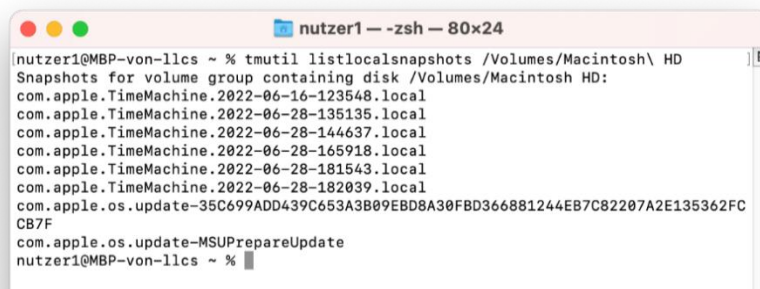 nutzer1 — -zsh — 80×24
[nutzer1@MBP-von-llcs ~ % tmutil listlocalsnapshots /Volumes/Macintosh\ HD ]
Snapshots for volume group containing disk /Volumes/Macintosh HD:
com.apple.TimeMachine.2022-06-16-123548.local
com.apple.TimeMachine.2022-06-28-135135.local
com.apple.TimeMachine.2022-06-28-144637.local
com.apple.TimeMachine.2022-06-28-165918.local
com.apple.TimeMachine.2022-06-28-181543.local
com.apple.TimeMachine.2022-06-28-182039.local
com.apple.os.update-35C699ADD439C653A3B09EBD8A30FBD366881244EB7C82207A2E135362FC
CB7F
com.apple.os.update-MSUPrepareUpdate
nutzer1@MBP-von-llcs ~ %